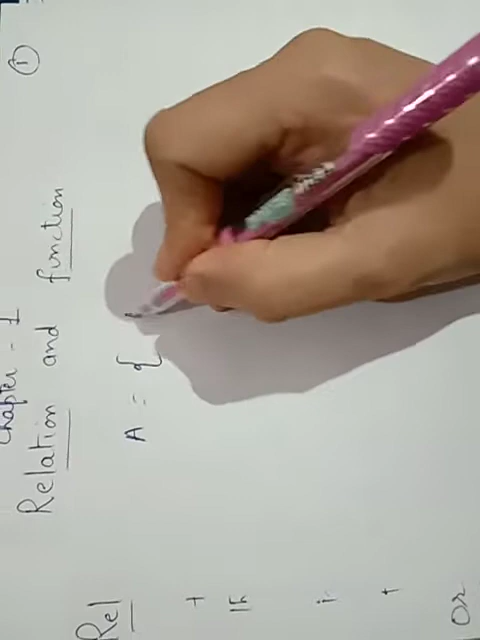 Chapter - 1
①
Relation and function
A = {
Rel
If
Or